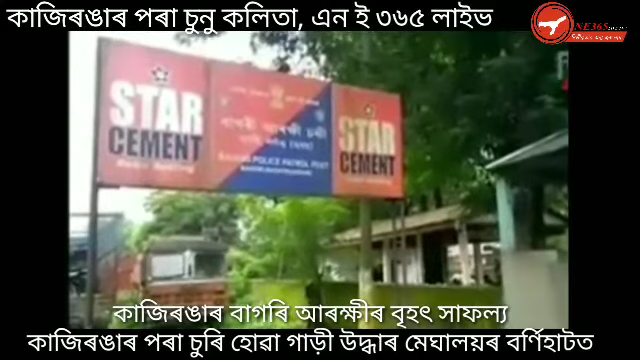 কাজিৰঙাৰ পৰা চুনু কলিতা, এন ই ৩৬৫ লাইভ
NE365
STAR
CEMENT
STAR
CEMENT
POLICE PATROL POST
কাজিৰঙাৰ বাগৰি আৰক্ষীৰ বৃহৎ সাফল্য
কাজিৰঙাৰ পৰা চুৰি হোৱা গাড়ী উদ্ধাৰ মেঘালয়ৰ বৰ্ণিহাটত